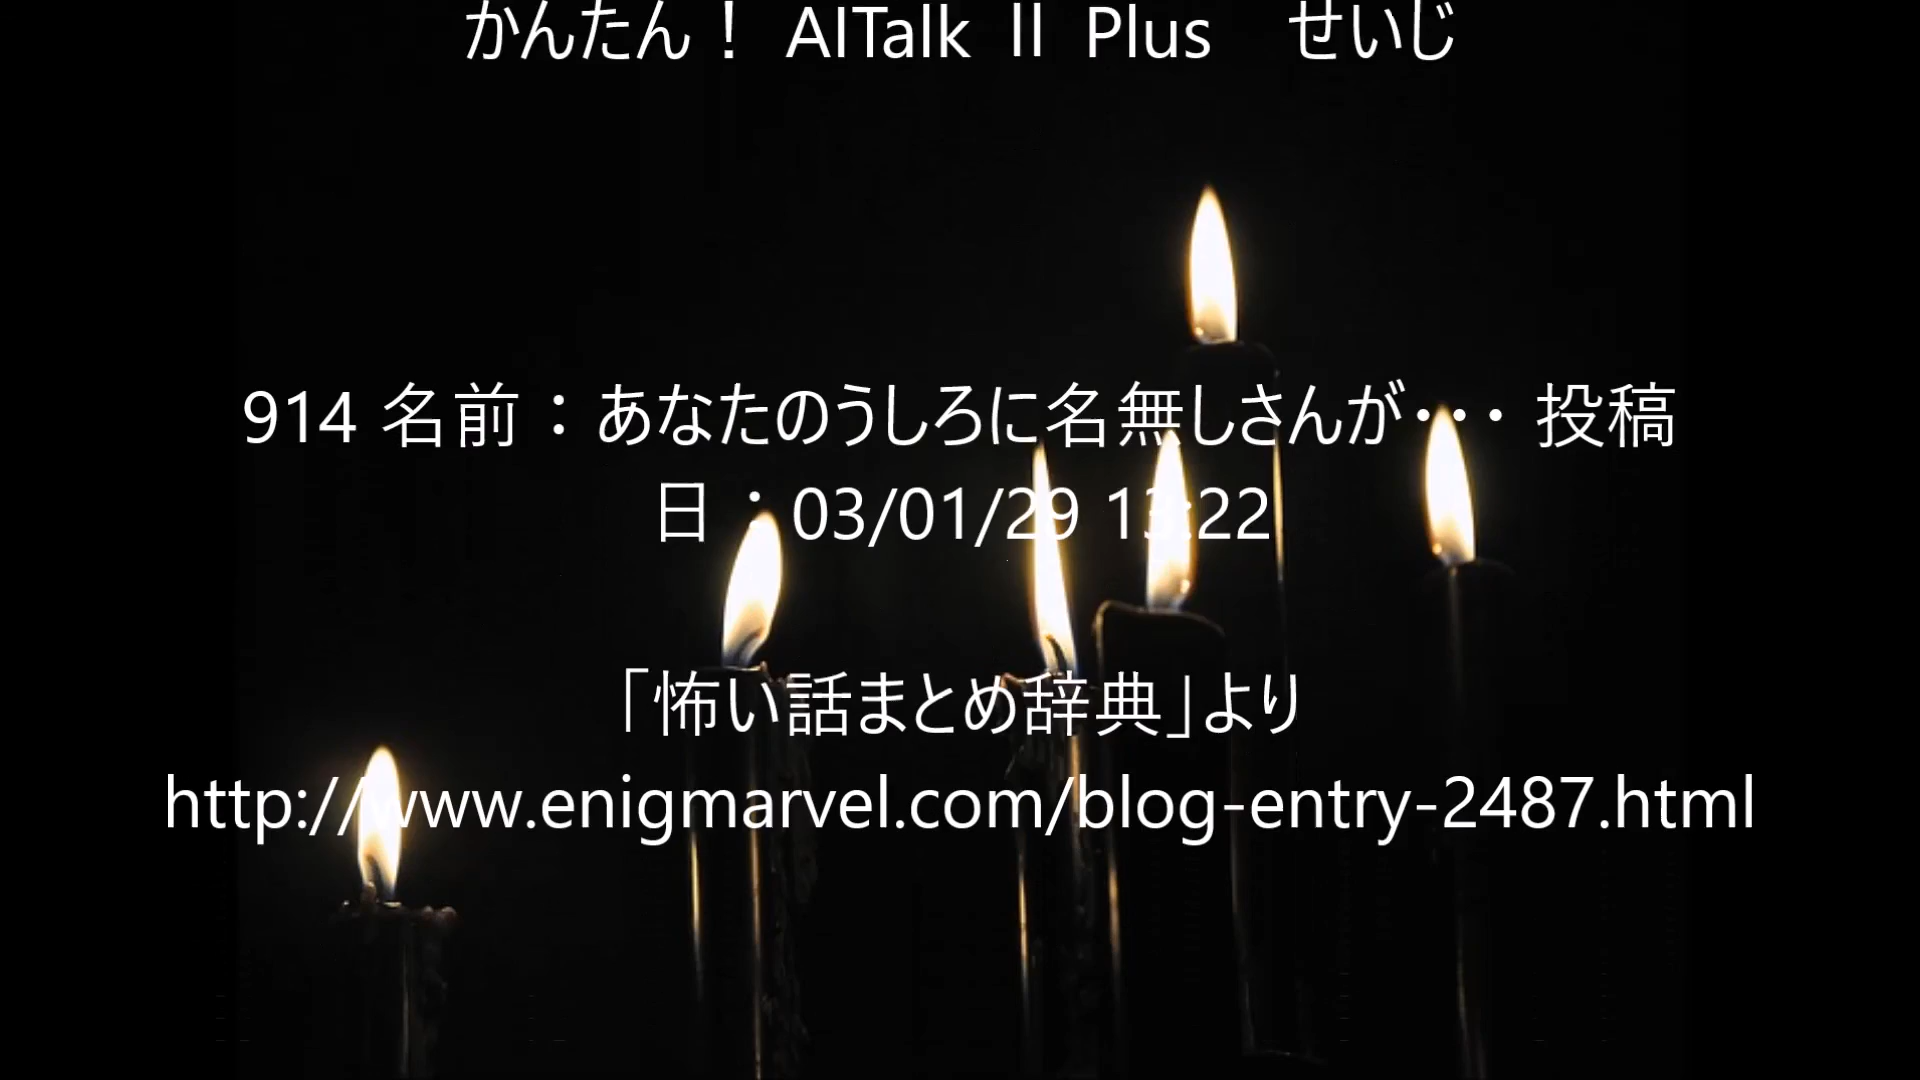 かんたん！ AITalk Ⅱ Plus　せいじ
914 名前：あなたのうしろに名無しさんが・・・ 投稿
日 ：03/01/29 13:22
「怖い話まとめ辞典」より
http://www.enigmarvel.com/blog-entry-2487.html